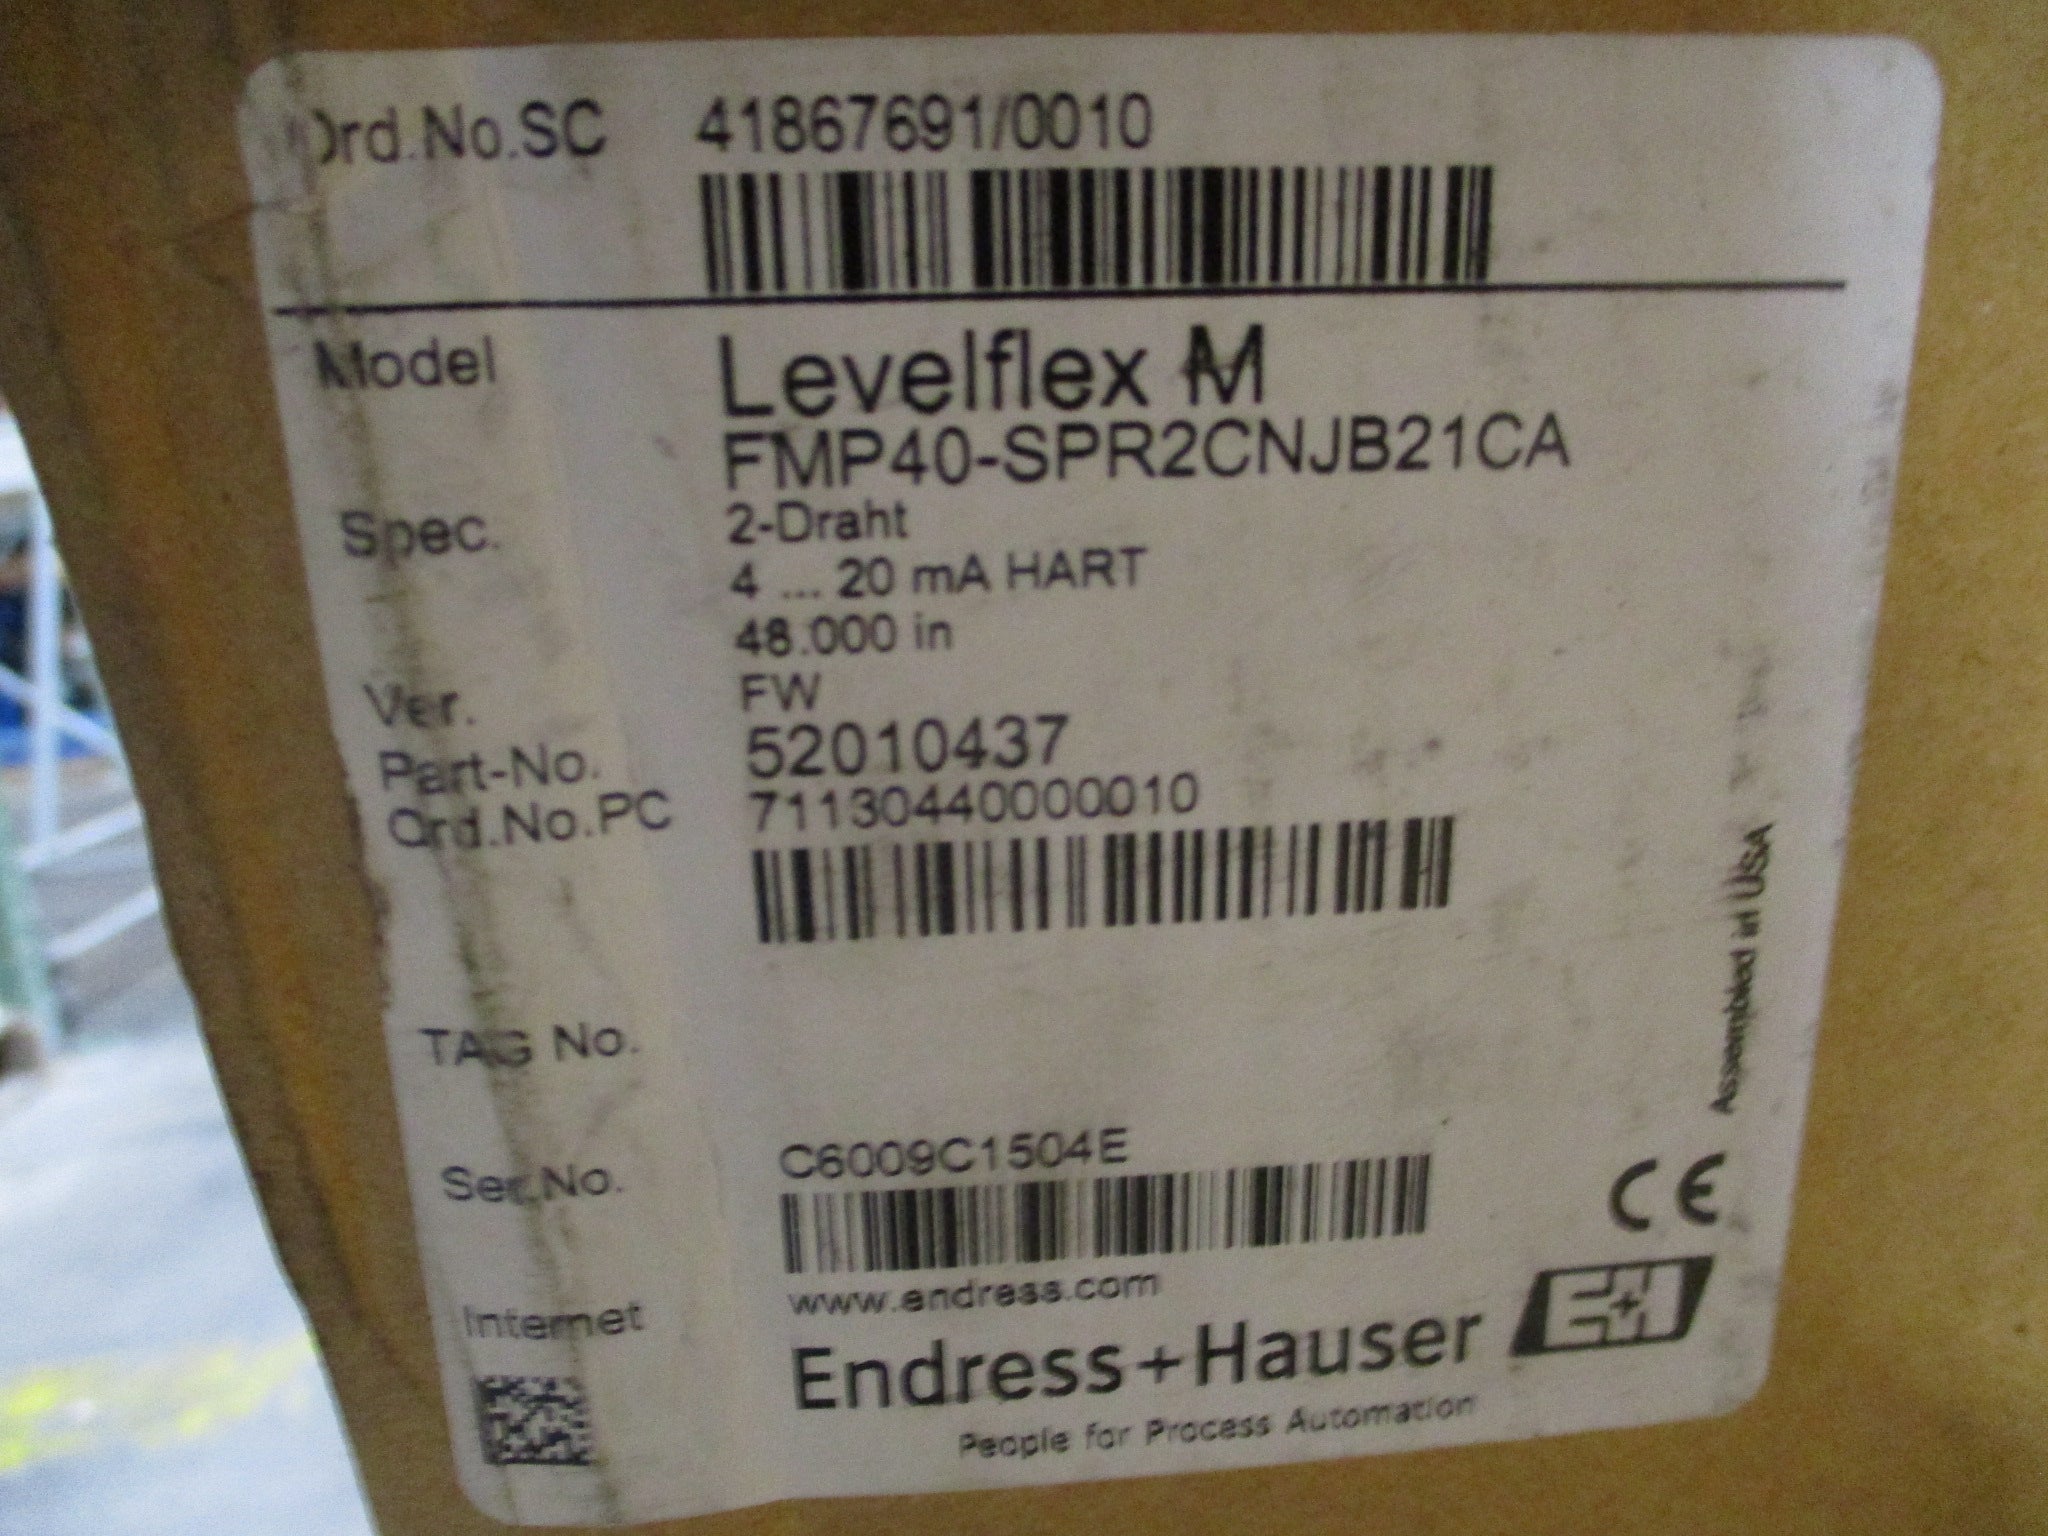 Ord.No.SC 41867691/0010
Model Levelflex M
FMP40-SPR2CNJB21CA
Spec. 2-Draht
4 ... 20 mA HART
48.000 in
Ver. FW
Part-No. 52010437
Ord.No.PC 71130440000010
TAG No.
Ser.No. C6009C1504E
Internet www.endress.com
Endress+Hauser E+H
People for Process Automation
Assembled in USA
CE